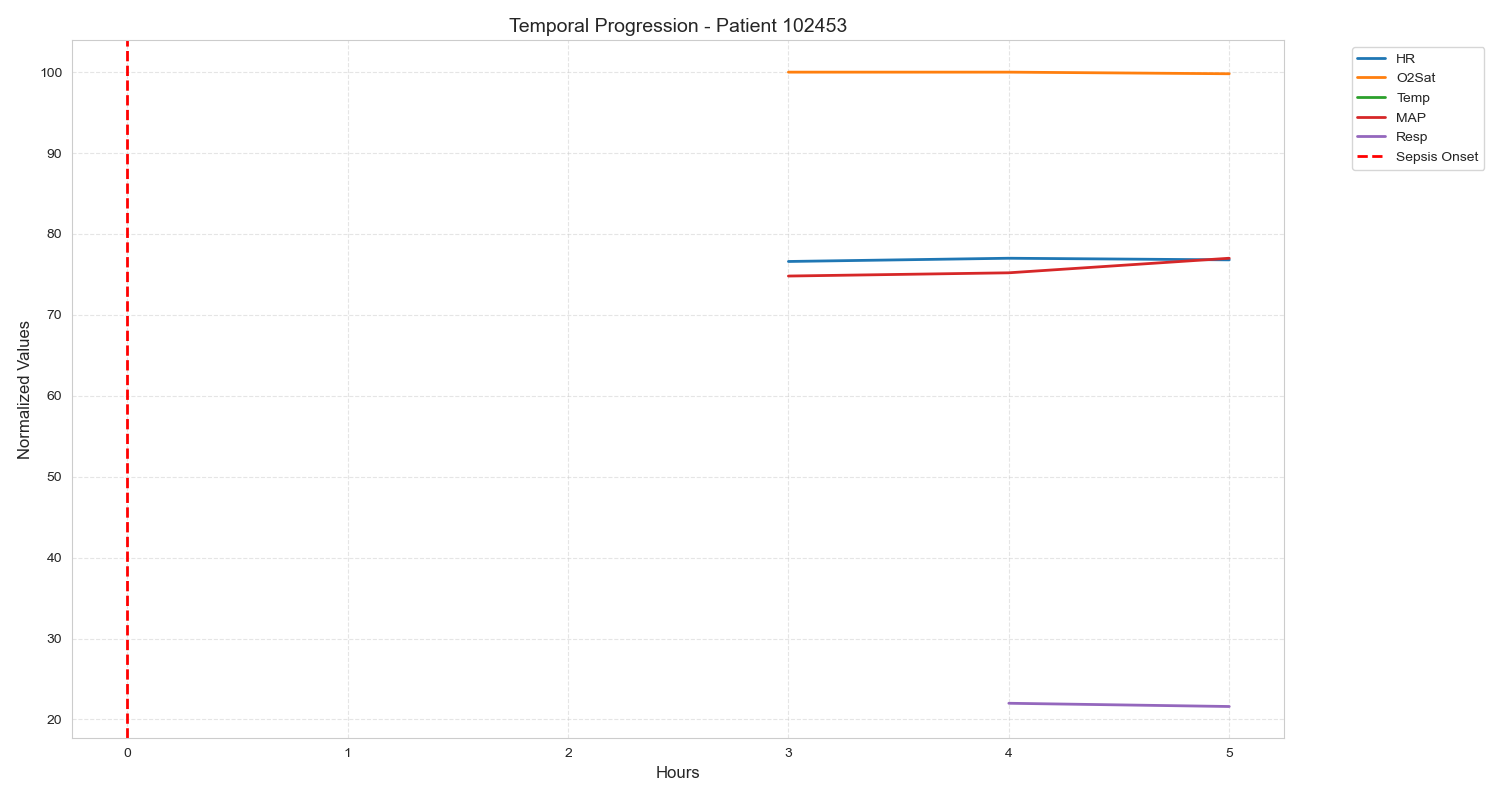 Temporal Progression - Patient 102453
HR
O2Sat
Temp
MAP
Resp
Sepsis Onset
Normalized Values
100
90
80
70
60
50
40
30
20
0 1 2 3 4 5
Hours